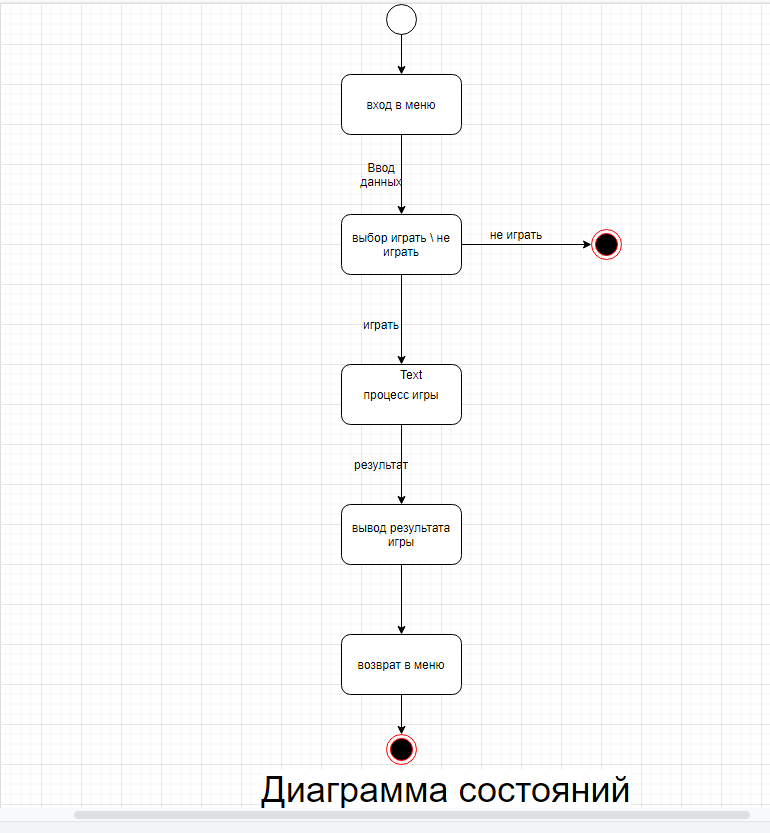 вход в меню
Ввод
данных
выбор играть \ не
играть
не играть
играть
Text
процесс игры
результат
вывод результата
игры
возврат в меню
Диаграмма состояний